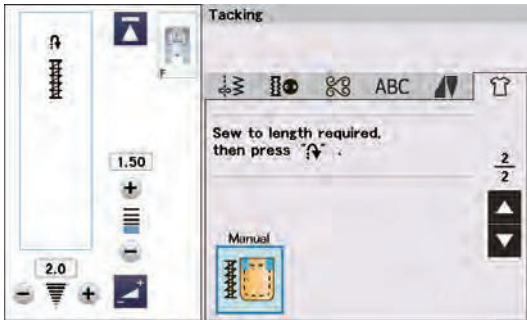 Tacking
F
ABC
Sew to length required,
then press "↷".
2
2
1.50
+
−
2.0
−
+
Manual